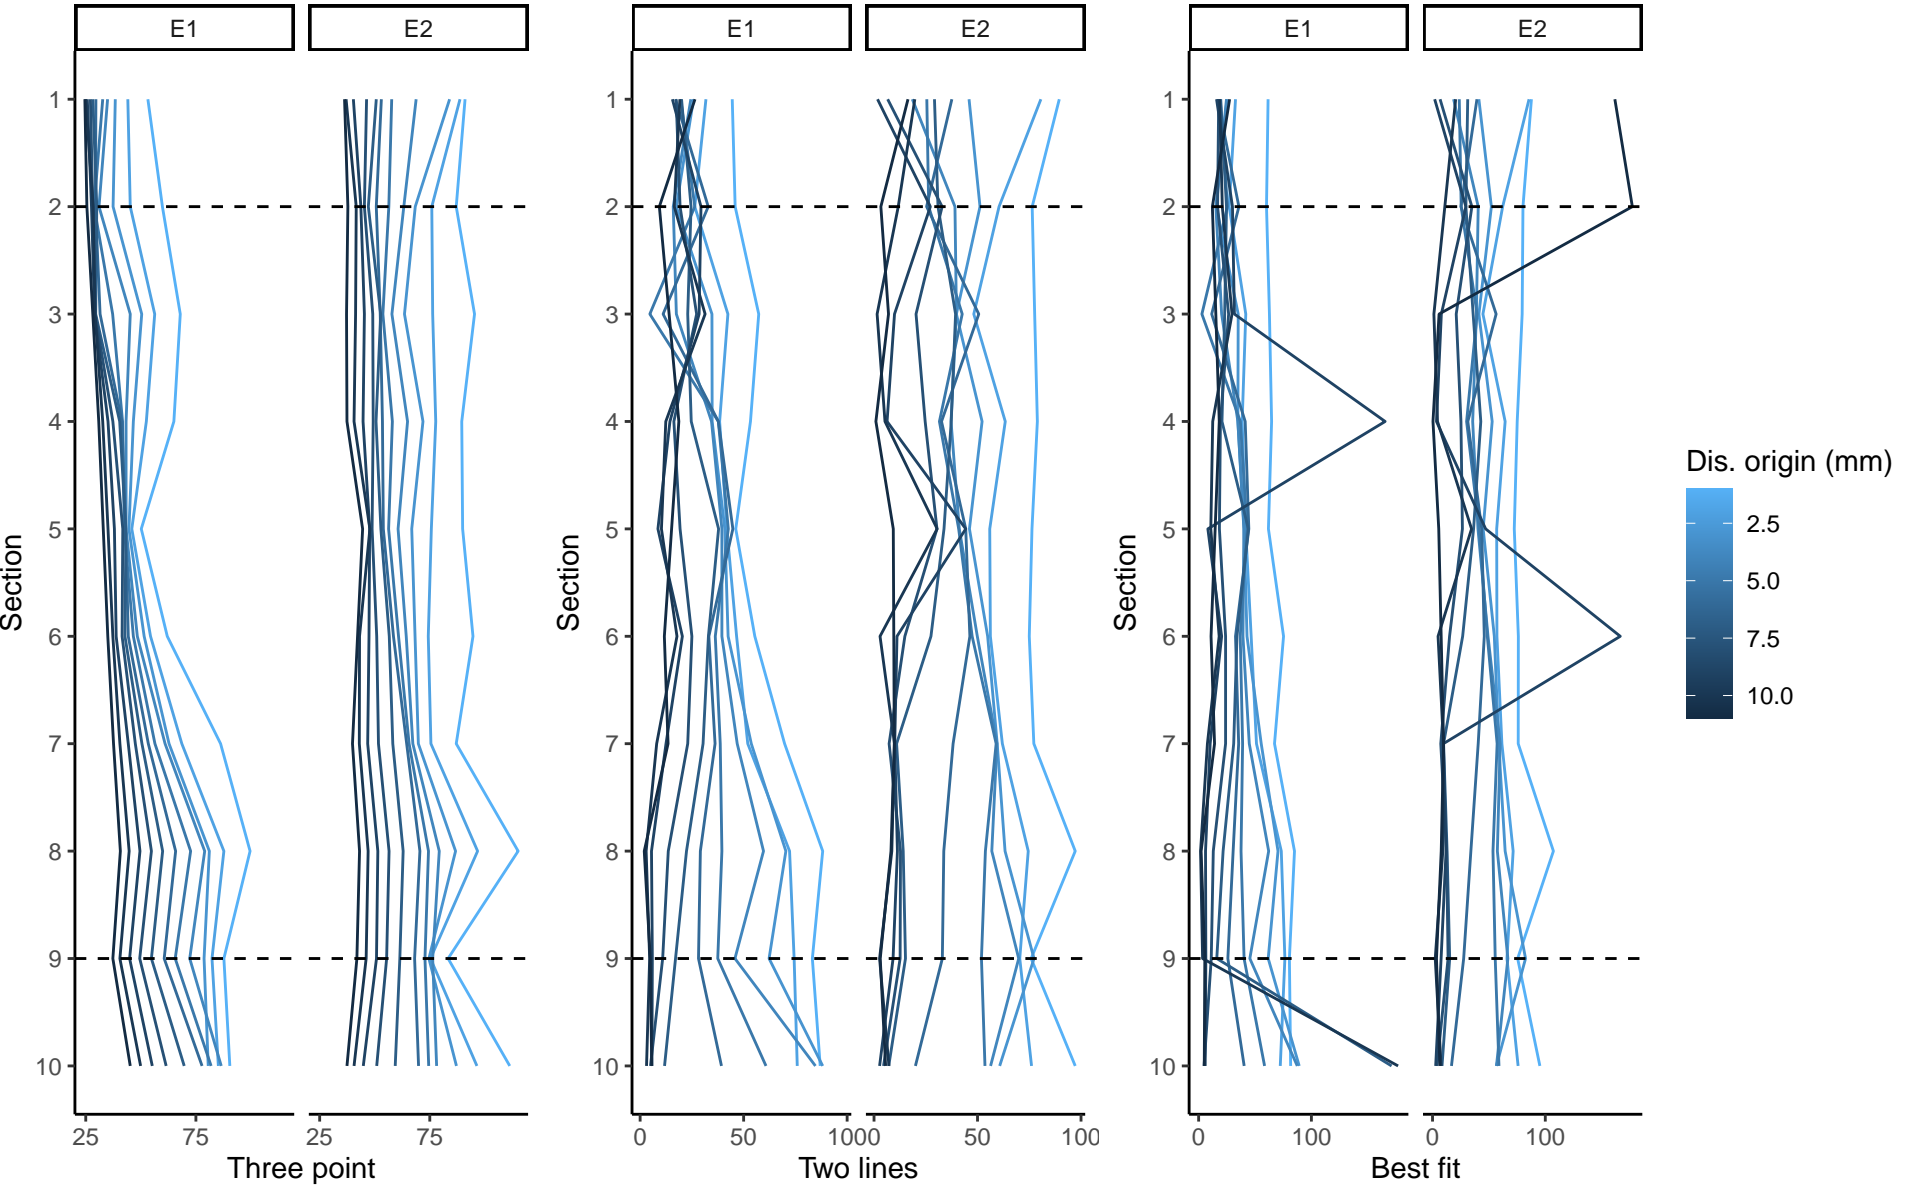 E1 E2 E1 E2 E1 E2
1 1 1
2 2 2
3 3 3
4 4 4
Dis. origin (mm)
5 5 5
2.5
5.0
Section Section Section
6 6 6
7.5
10.0
7 7 7
8 8 8
9 9 9
10 10 10
25 75 25 75 0 50 100 0 50 100 0 100 0 100
Three point Two lines Best fit